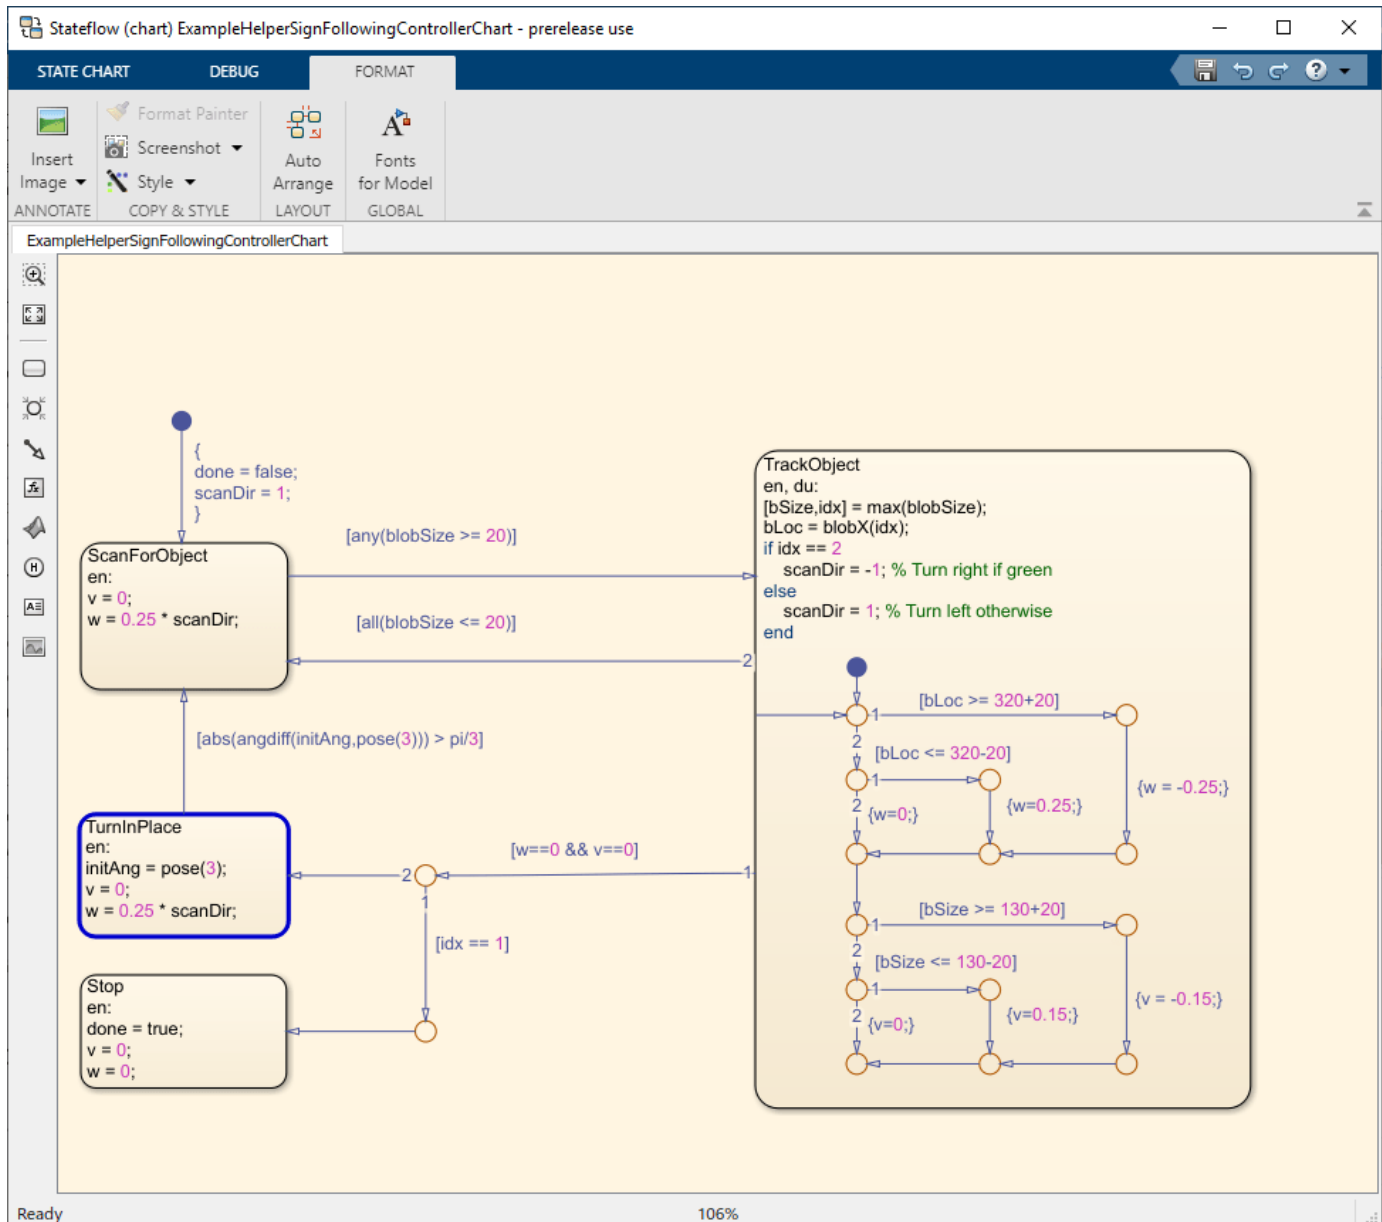 Stateflow (chart) ExampleHelperSignFollowingControllerChart - prerelease use
STATE CHART
DEBUG
FORMAT
?
Insert
Image
Format Painter
Screenshot
Style
Auto
Arrange
Fonts
for Model
ANNOTATE
COPY & STYLE
LAYOUT
GLOBAL
ExampleHelperSignFollowingControllerChart
{
done = false;
scanDir = 1;
}
ScanForObject
en:
v = 0;
w = 0.25 * scanDir;
[any(blobSize >= 20)]
[all(blobSize <= 20)]
2
[abs(angdiff(initAng,pose(3))) > pi/3]
TurnInPlace
en:
initAng = pose(3);
v = 0;
w = 0.25 * scanDir;
[w==0 && v==0]
1
2
1
[idx == 1]
Stop
en:
done = true;
v = 0;
w = 0;
TrackObject
en, du:
[bSize,idx] = max(blobSize);
bLoc = blobX(idx);
if idx == 2
scanDir = -1; % Turn right if green
else
scanDir = 1; % Turn left otherwise
end
[bLoc >= 320+20]
1
2
[bLoc <= 320-20]
1
2
{w=0;}
{w=0.25;}
{w = -0.25;}
[bSize >= 130+20]
1
2
[bSize <= 130-20]
1
2
{v=0;}
{v=0.15;}
{v = -0.15;}
Ready
106%